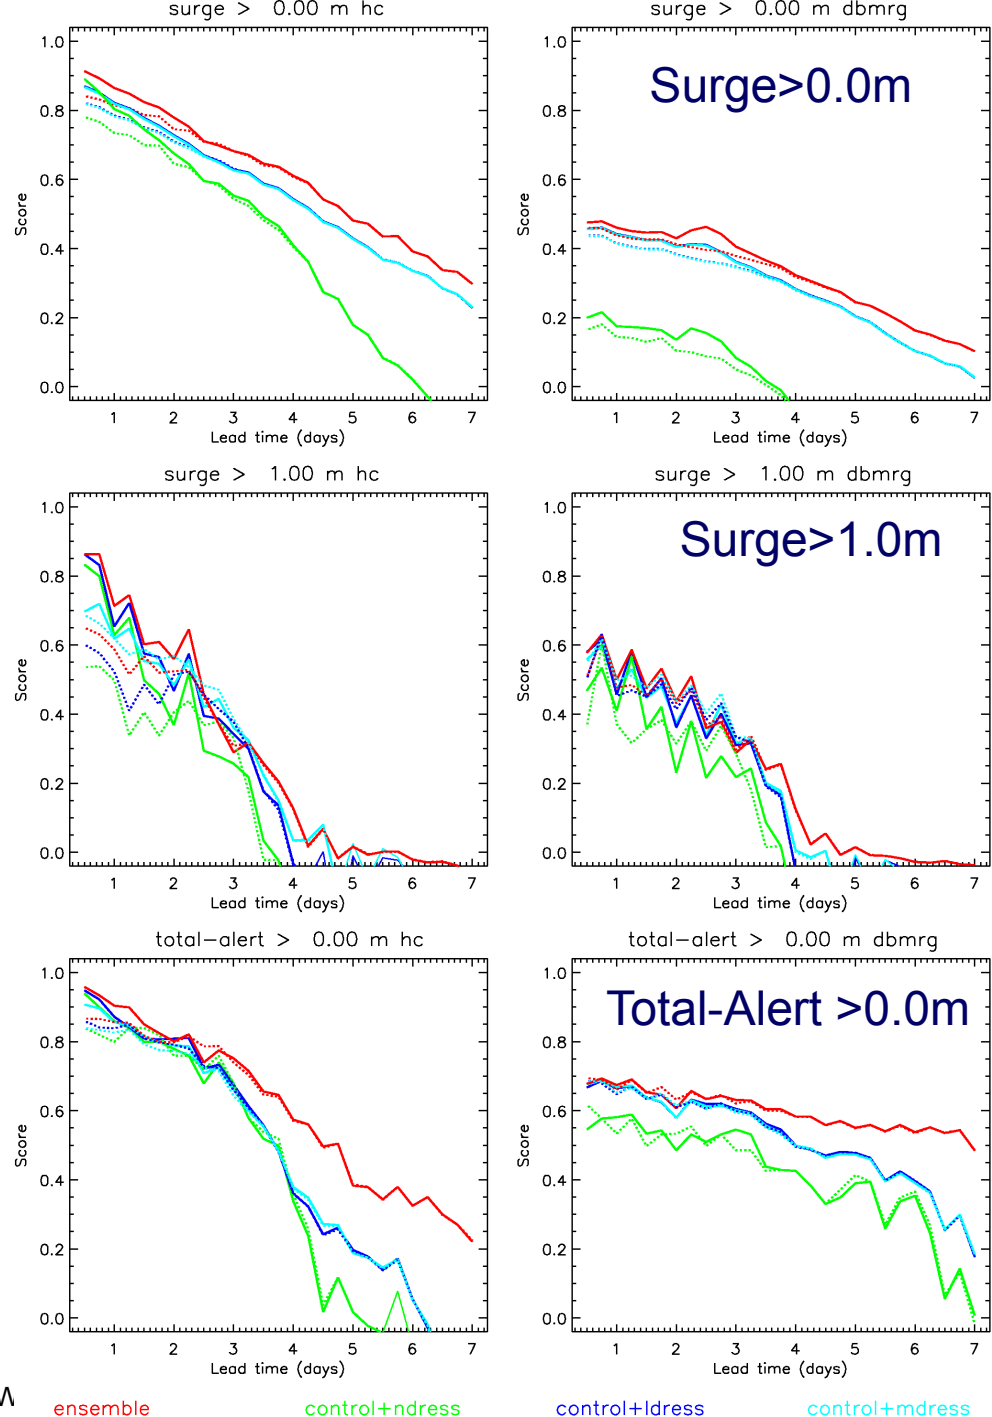 surge > 0.00 m hc
surge > 0.00 m dbmrg
Surge>0.0m
1.0
0.8
0.6
0.4
0.2
0.0
Score
1 2 3 4 5 6 7
Lead time (days)
1.0
0.8
0.6
0.4
0.2
0.0
Score
1 2 3 4 5 6 7
Lead time (days)
surge > 1.00 m hc
surge > 1.00 m dbmrg
Surge>1.0m
1.0
0.8
0.6
0.4
0.2
0.0
Score
1 2 3 4 5 6 7
Lead time (days)
1.0
0.8
0.6
0.4
0.2
0.0
Score
1 2 3 4 5 6 7
Lead time (days)
total-alert > 0.00 m hc
total-alert > 0.00 m dbmrg
Total-Alert >0.0m
1.0
0.8
0.6
0.4
0.2
0.0
Score
1 2 3 4 5 6 7
Lead time (days)
1.0
0.8
0.6
0.4
0.2
0.0
Score
1 2 3 4 5 6 7
Lead time (days)
ensemble control+ndress control+ldress control+mdress